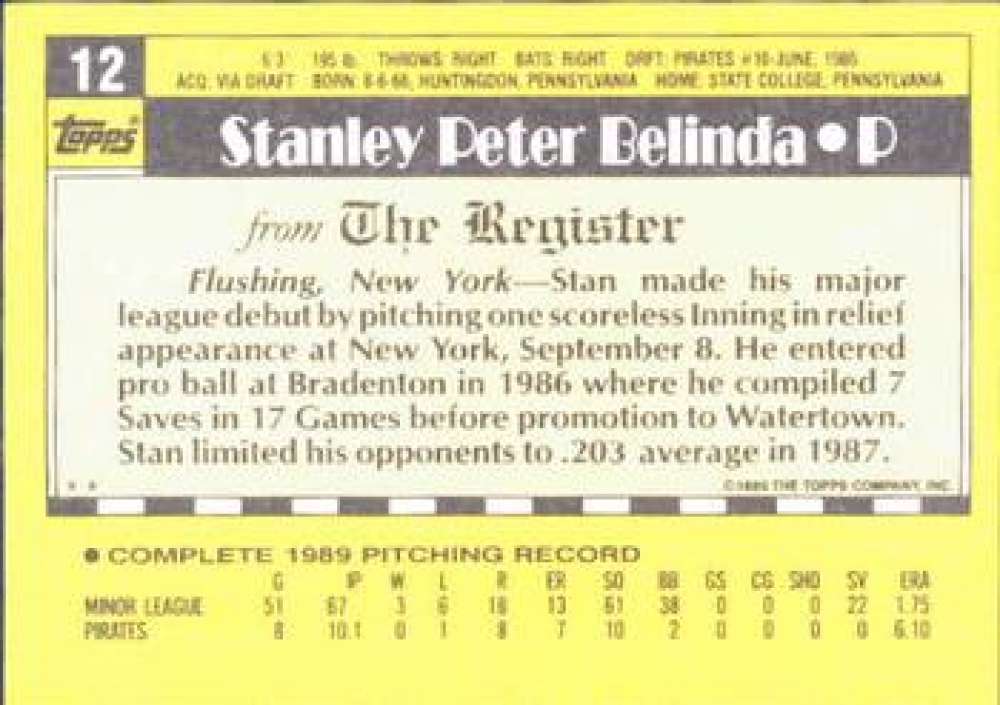 12
6'3" 195 lb. THROWS: RIGHT BATS: RIGHT DRFT: PIRATES #10-JUNE, 1986
ACQ: VIA DRAFT BORN: 8-6-66, HUNTINGDON, PENNSYLVANIA HOME: STATE COLLEGE, PENNSYLVANIA
topps®
Stanley Peter Belinda • P
from The Register
Flushing, New York—Stan made his major
league debut by pitching one scoreless Inning in relief
appearance at New York, September 8. He entered
pro ball at Bradenton in 1986 where he compiled 7
Saves in 17 Games before promotion to Watertown.
Stan limited his opponents to .203 average in 1987.
* *
© 1989 THE TOPPS COMPANY, INC.
• COMPLETE 1989 PITCHING RECORD
G IP W L R ER SO BB GS CG SHO SV ERA
MINOR LEAGUE 51 67 3 6 18 13 61 38 0 0 0 22 1.75
PIRATES 8 10.1 0 1 8 7 10 2 0 0 0 0 6.10